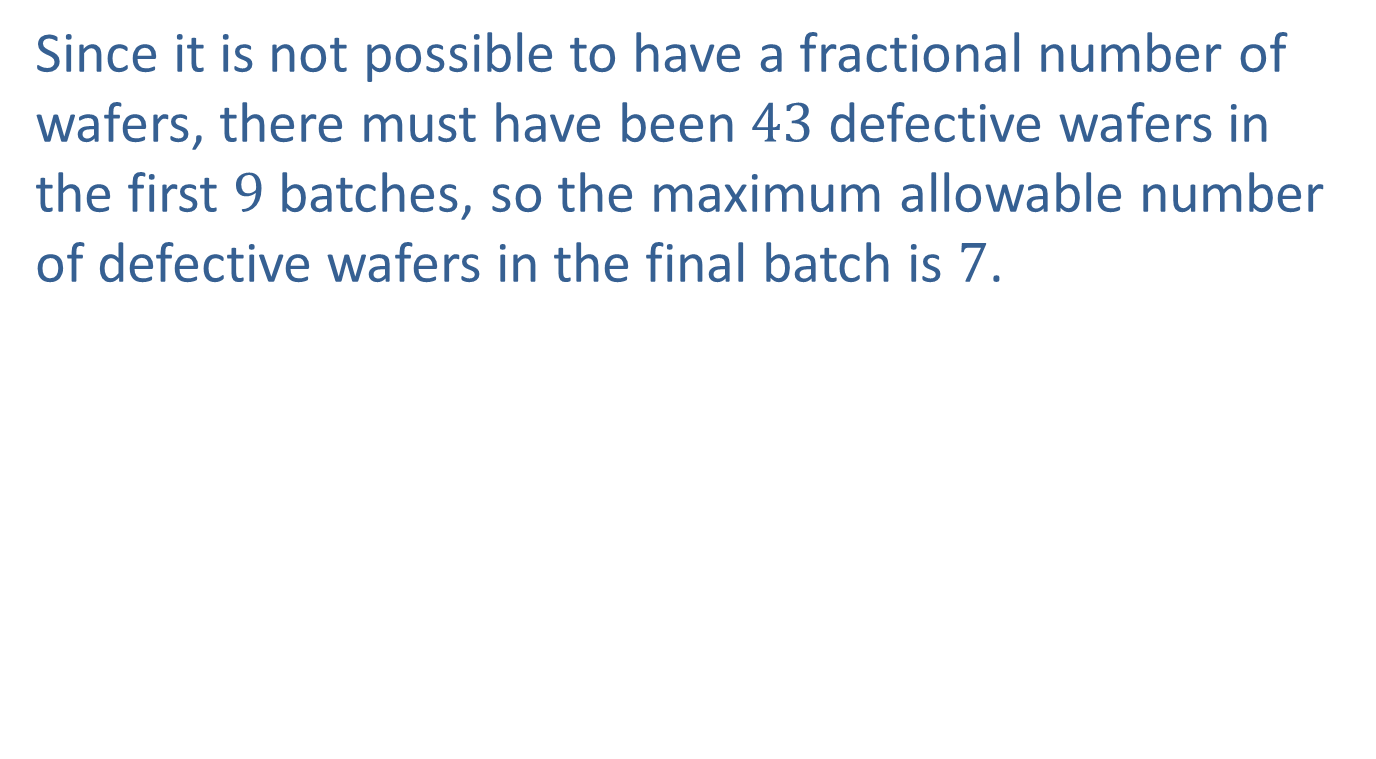 Since it is not possible to have a fractional number of
wafers, there must have been 43 defective wafers in
the first 9 batches, so the maximum allowable number
of defective wafers in the final batch is 7.